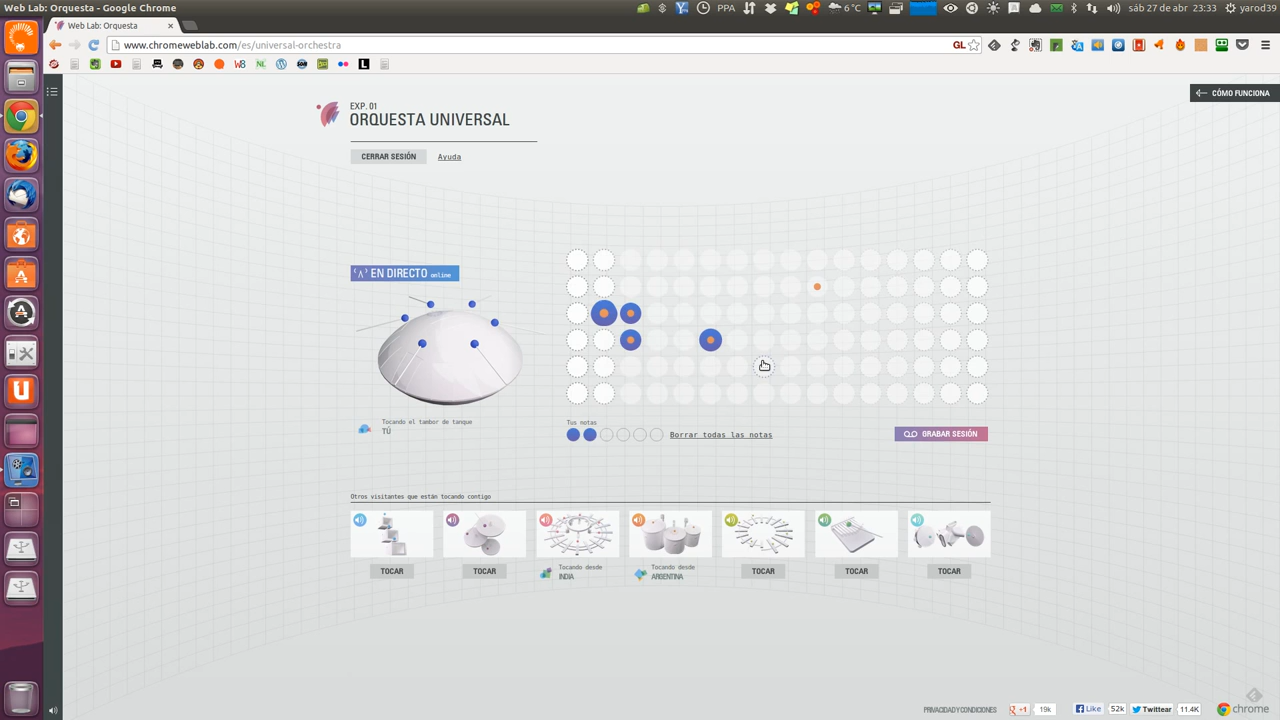 Web Lab: Orquesta - Google Chrome
PPA
6°C
sáb 27 de abr 23:33
yarod39
Web Lab: Orquesta
www.chromeweblab.com/es/universal-orchestra
GL
W8
NL
L
EXP. 01
ORQUESTA UNIVERSAL
CÓMO FUNCIONA
CERRAR SESIÓN
Ayuda
EN DIRECTO online
Tocando el tambor de tanque
TÚ
Tus notas
Borrar todas las notas
GRABAR SESIÓN
Otros visitantes que están tocando contigo
TOCAR
TOCAR
Tocando desde
INDIA
Tocando desde
ARGENTINA
TOCAR
TOCAR
TOCAR
PRIVACIDAD Y CONDICIONES
+1 19k
Like 52k
Twittear 11.4K
chrome